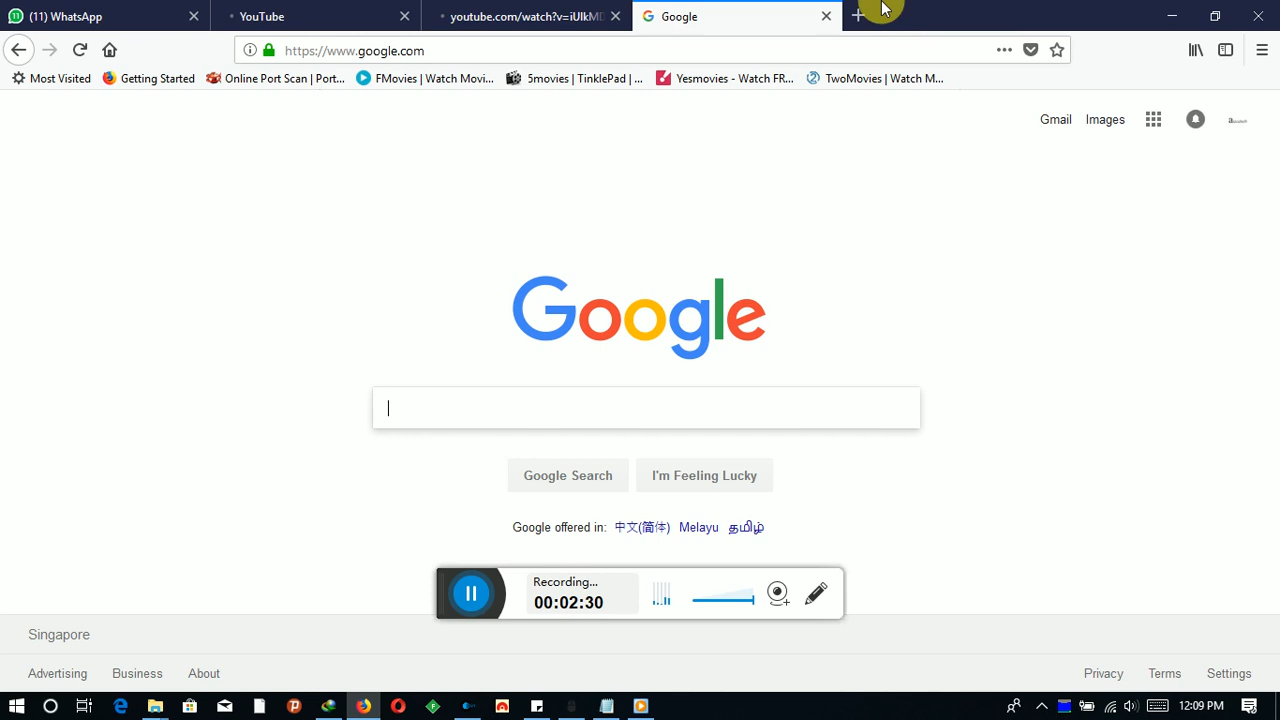 (11) WhatsApp
YouTube
youtube.com/watch?v=iUlkM
Google
https://www.google.com
Most Visited
Getting Started
Online Port Scan | Port...
FMovies | Watch Movi...
5movies | TinklePad | ...
Yesmovies - Watch FR...
TwoMovies | Watch M...
Gmail
Images
Google
Google Search
I'm Feeling Lucky
Google offered in: 中文(简体) Melayu தமிழ்
Recording...
00:02:30
Singapore
Advertising
Business
About
Privacy
Terms
Settings
12:09 PM